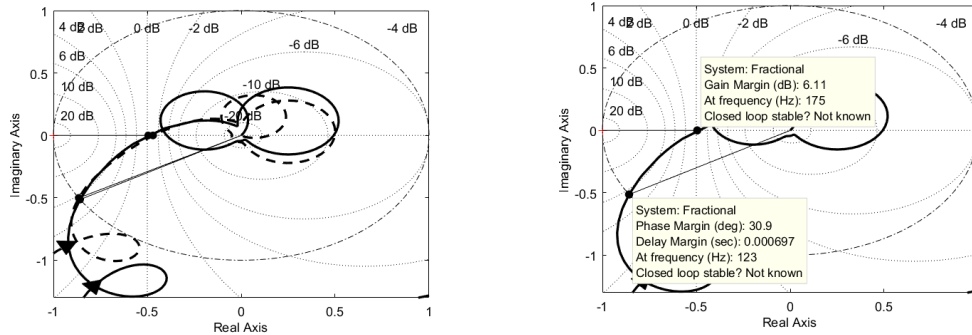 4 dB
0 dB
-2 dB
-4 dB
6 dB
-6 dB
10 dB
-10 dB
20 dB
-20 dB
1
0.5
0
-0.5
-1
-1
-0.5
0
0.5
1
Imaginary Axis
Real Axis
4 dB
0 dB
-2 dB
-4 dB
6 dB
-6 dB
10 dB
20 dB
System: Fractional
Gain Margin (dB): 6.11
At frequency (Hz): 175
Closed loop stable? Not known
System: Fractional
Phase Margin (deg): 30.9
Delay Margin (sec): 0.000697
At frequency (Hz): 123
Closed loop stable? Not known
1
0.5
0
-0.5
-1
-1
-0.5
0
0.5
Imaginary Axis
Real Axis